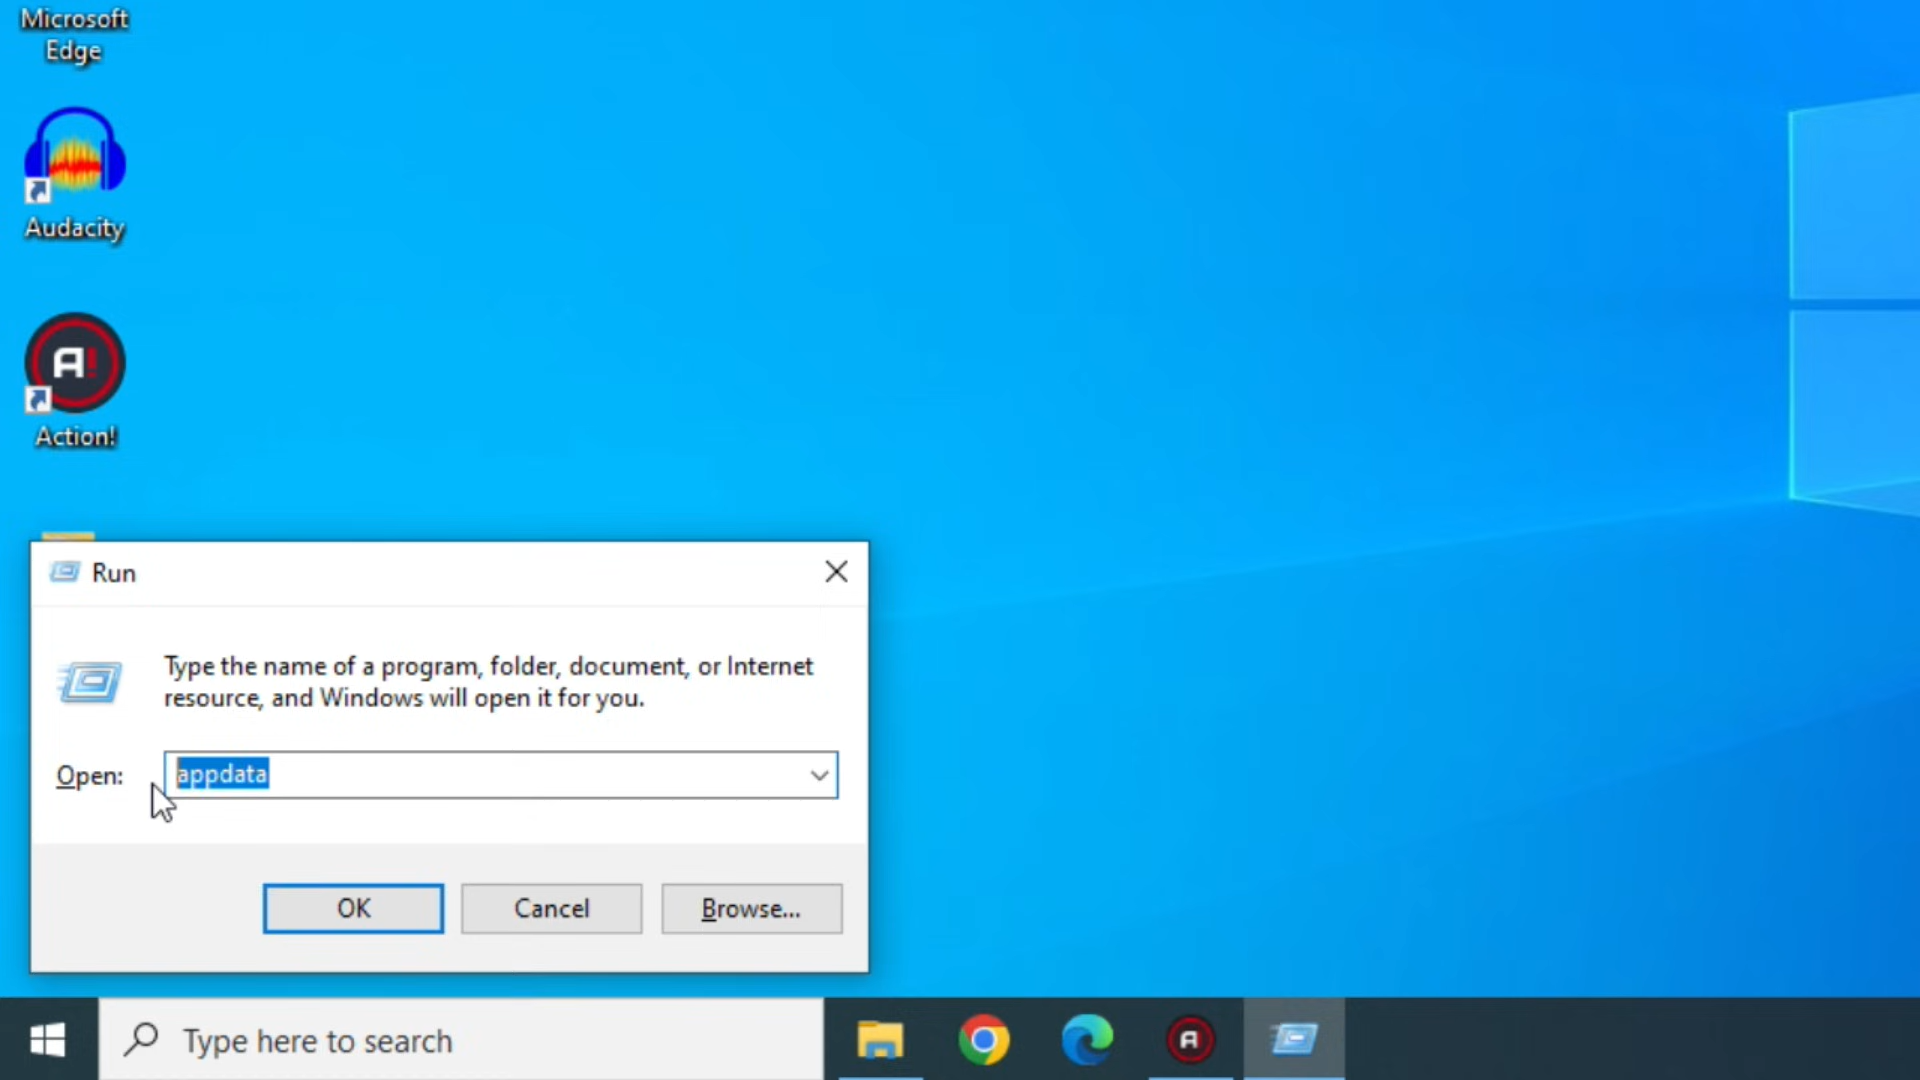 Microsoft
Edge
Audacity
A!
Action!
Run
Type the name of a program, folder, document, or Internet
resource, and Windows will open it for you.
Open: appdata
OK Cancel Browse...
Type here to search
A